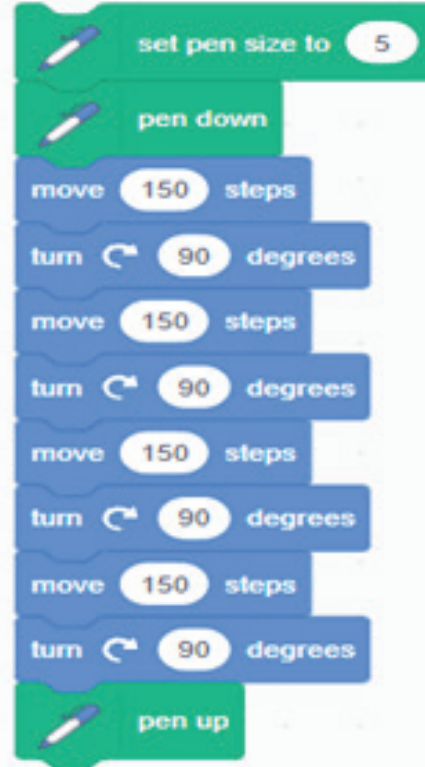 set pen size to 5
pen down
move 150 steps
turn 90 degrees
move 150 steps
turn 90 degrees
move 150 steps
turn 90 degrees
move 150 steps
turn 90 degrees
pen up